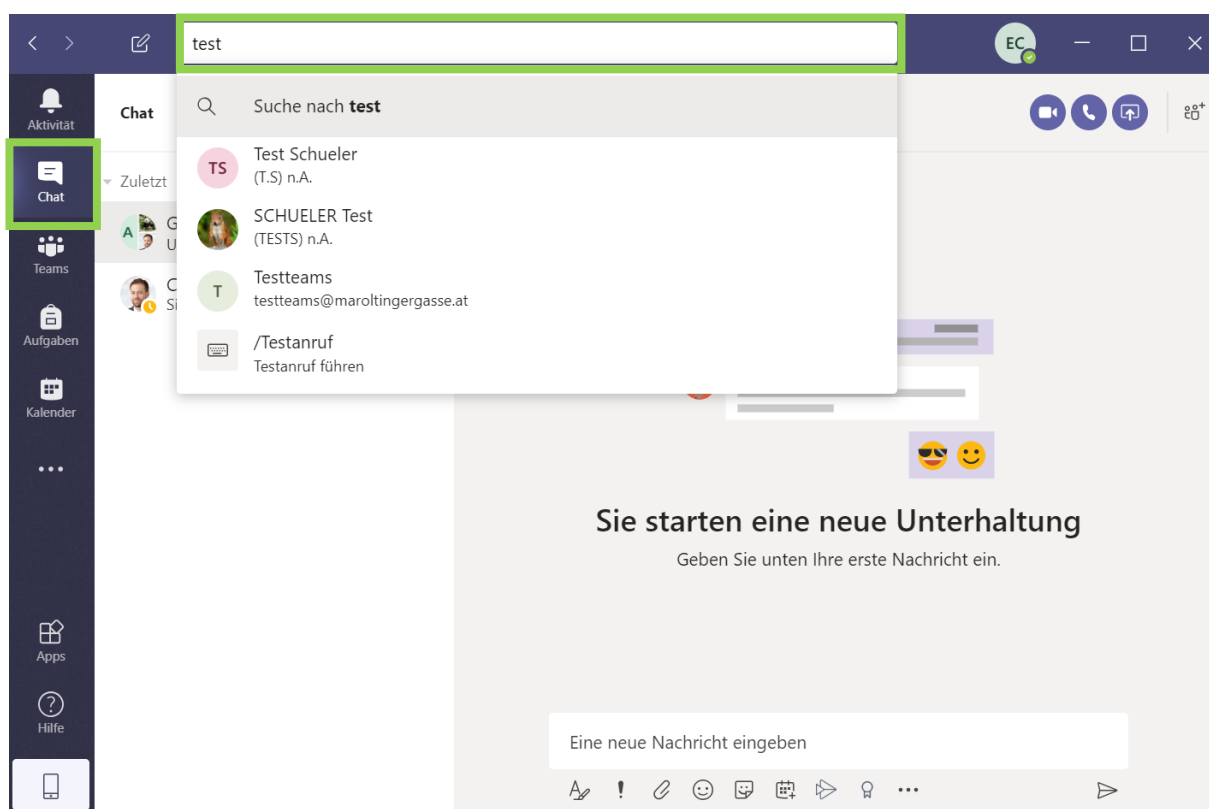 test
EC
Aktivität
Chat
Teams
Aufgaben
Kalender
Apps
Hilfe
Chat
Zuletzt
A
G
U
C
Si
Suche nach test
TS
Test Schueler
(T.S) n.A.
SCHUELER Test
(TESTS) n.A.
T
Testteams
testteams@maroltingergasse.at
/Testanruf
Testanruf führen
Sie starten eine neue Unterhaltung
Geben Sie unten Ihre erste Nachricht ein.
Eine neue Nachricht eingeben